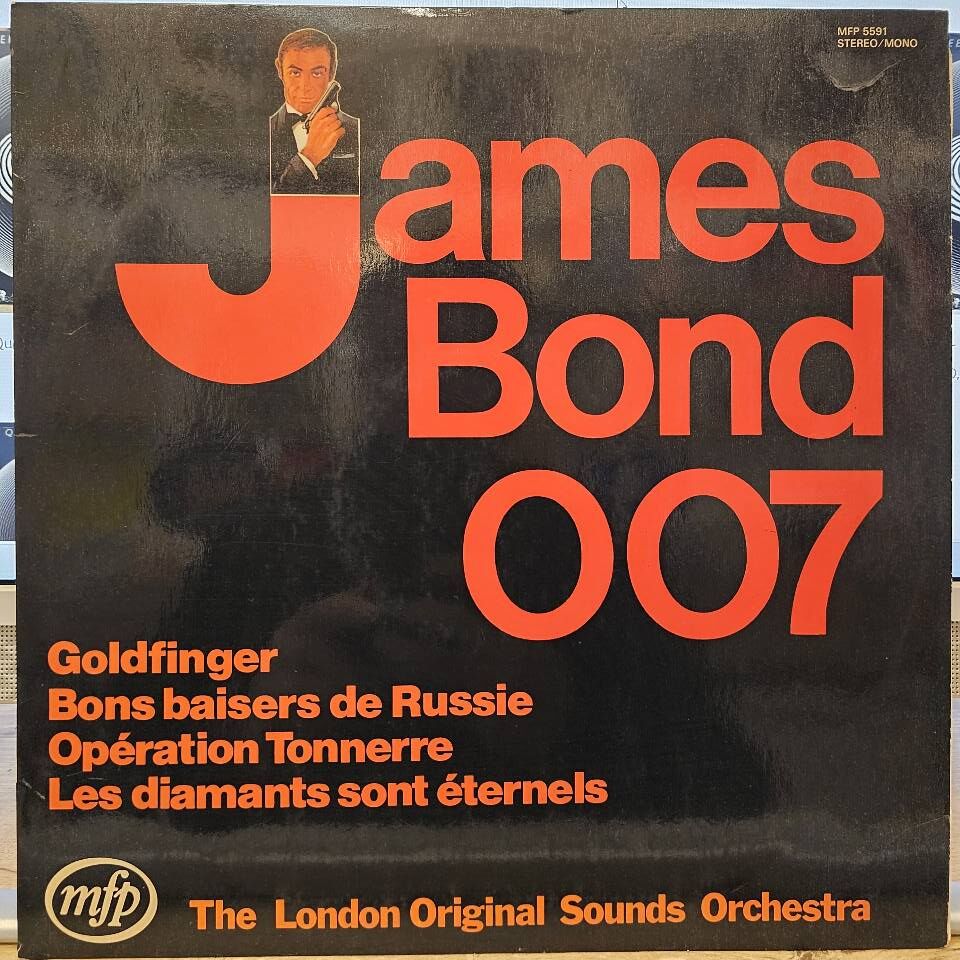 MFP 5591
STEREO/MONO
James
Bond
007
Goldfinger
Bons baisers de Russie
Opération Tonnerre
Les diamants sont éternels
mfp
The London Original Sounds Orchestra